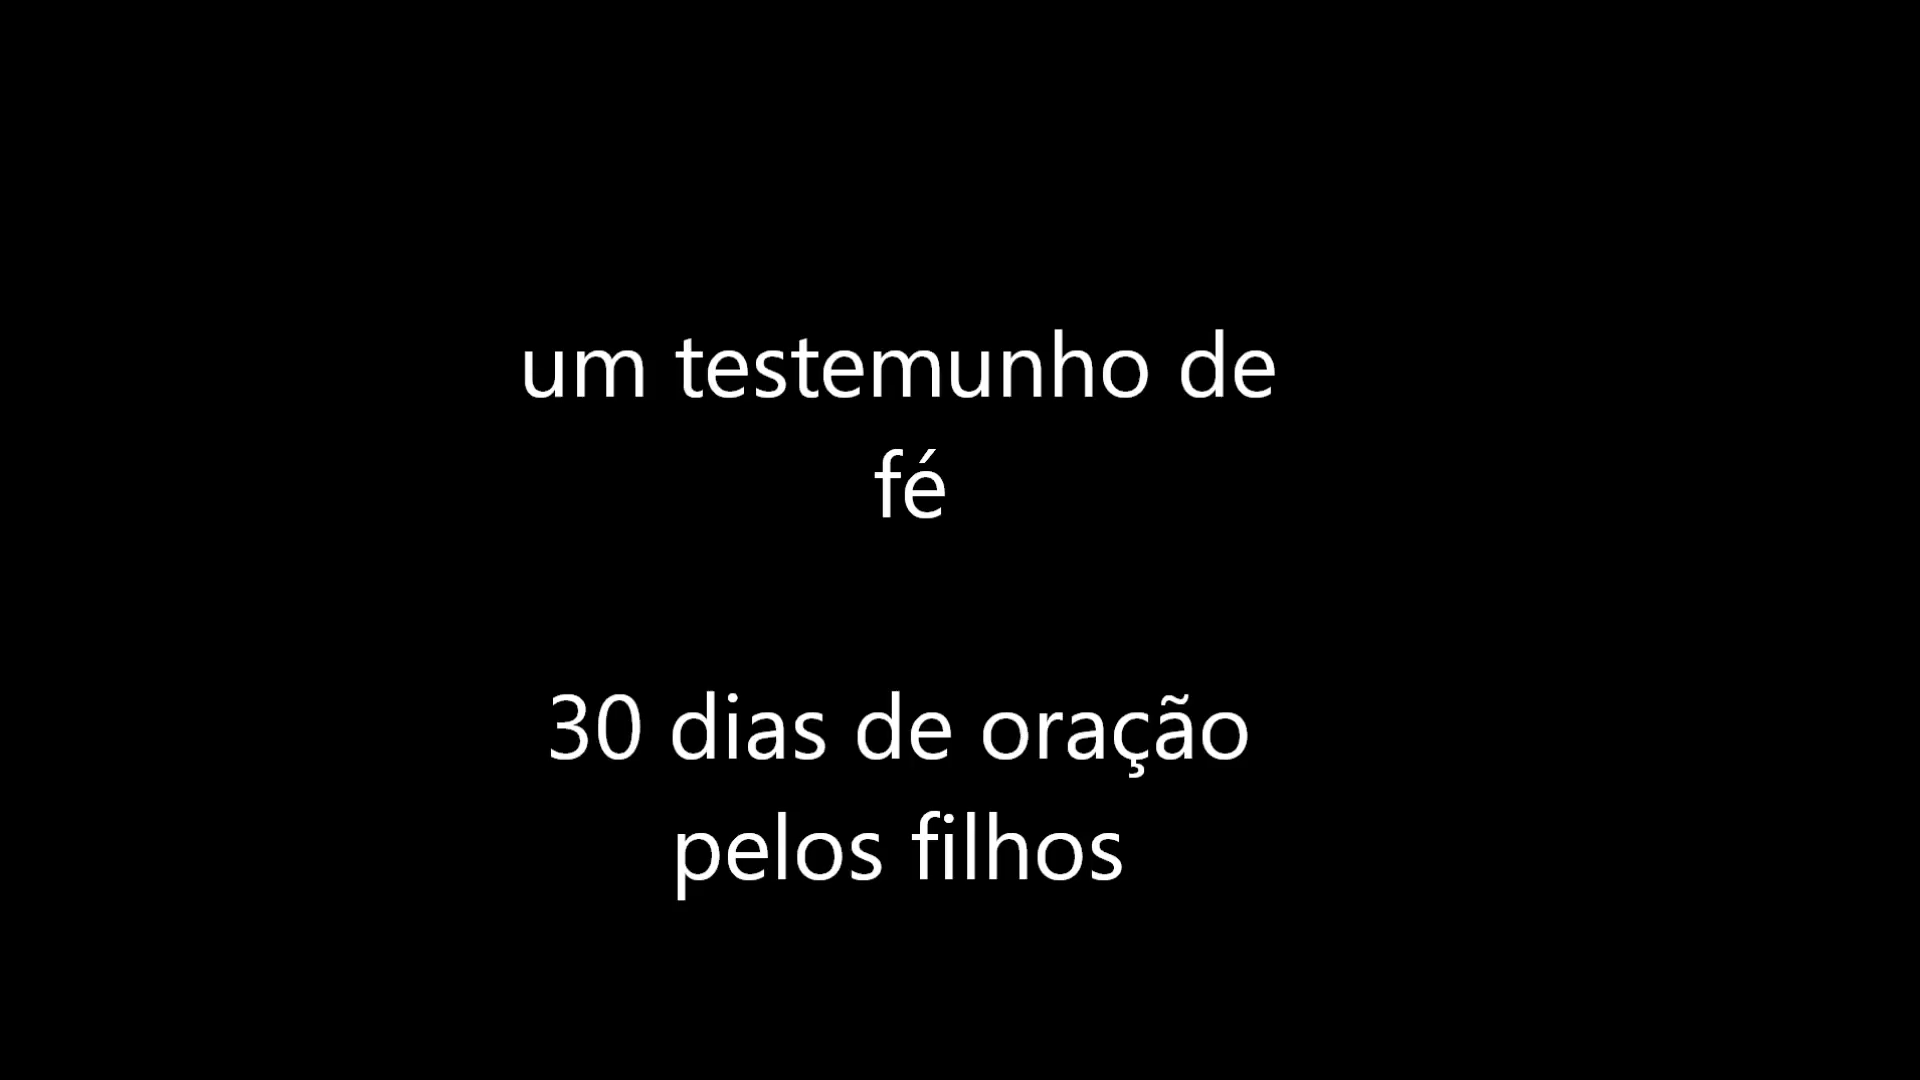 um testemunho de
fé
30 dias de oração
pelos filhos